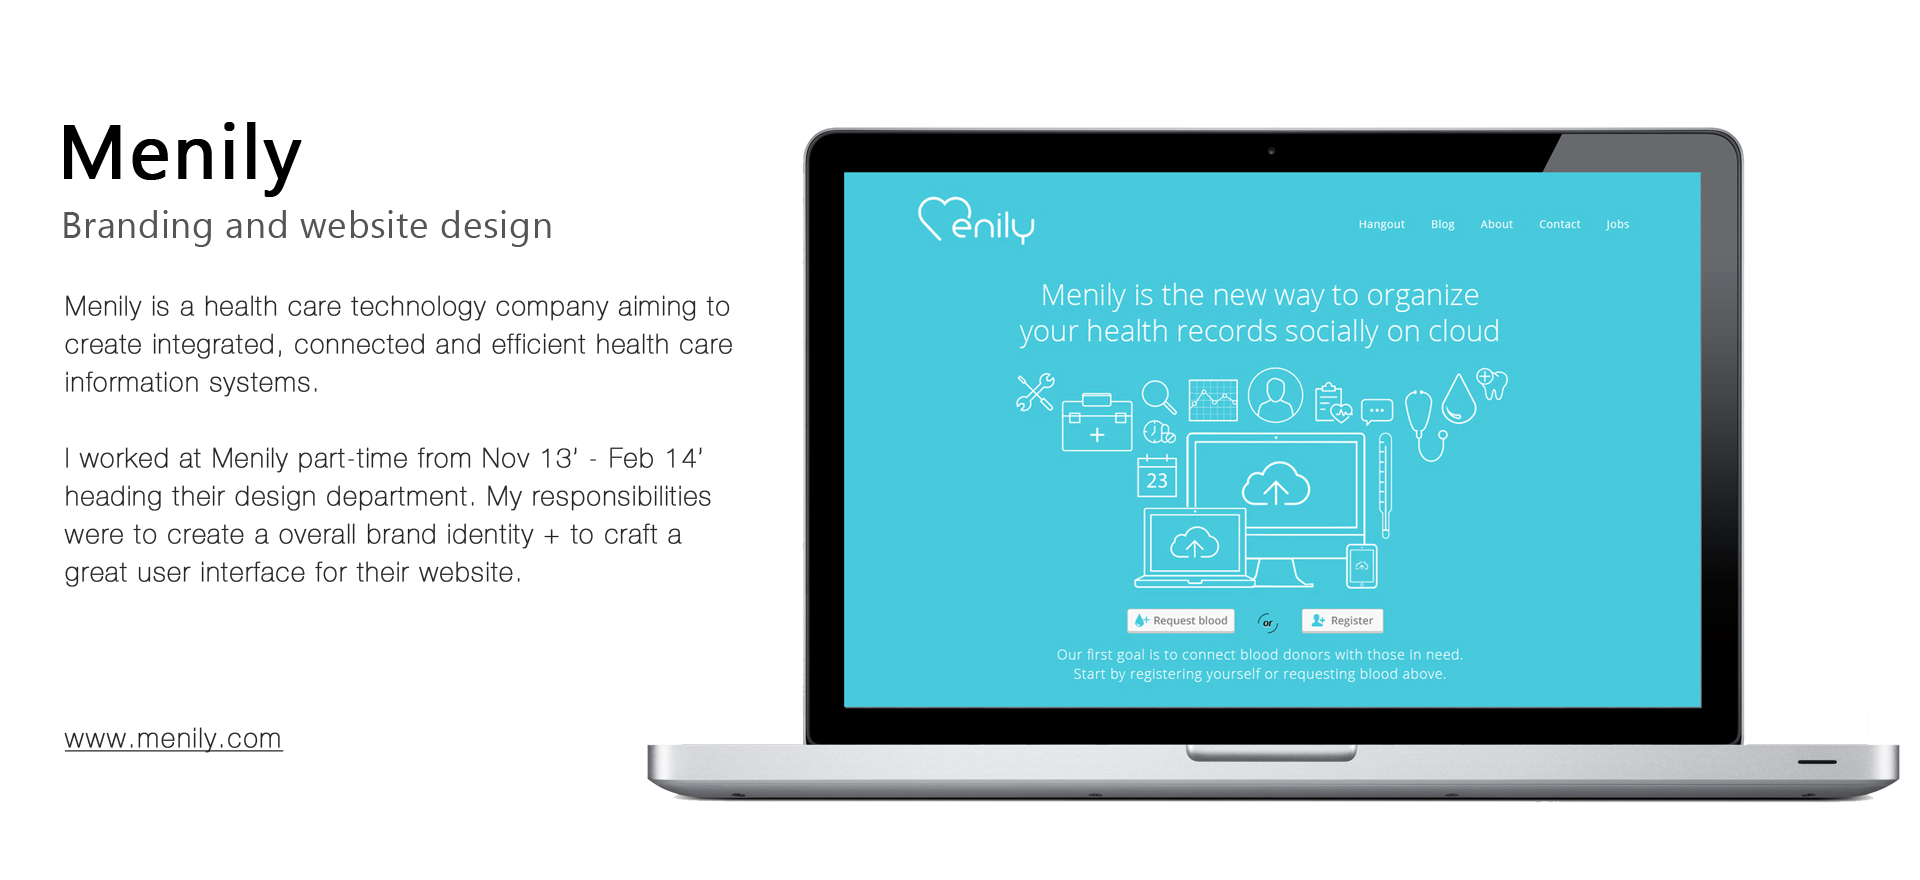 Menily
Branding and website design
Menily is a health care technology company aiming to
create integrated, connected and efficient health care
information systems.
I worked at Menily part-time from Nov 13' - Feb 14'
heading their design department. My responsibilities
were to create a overall brand identity + to craft a
great user interface for their website.
www.menily.com
Menily
Hangout Blog About Contact Jobs
Menily is the new way to organize
your health records socially on cloud
23
Request blood or Register
Our first goal is to connect blood donors with those in need.
Start by registering yourself or requesting blood above.